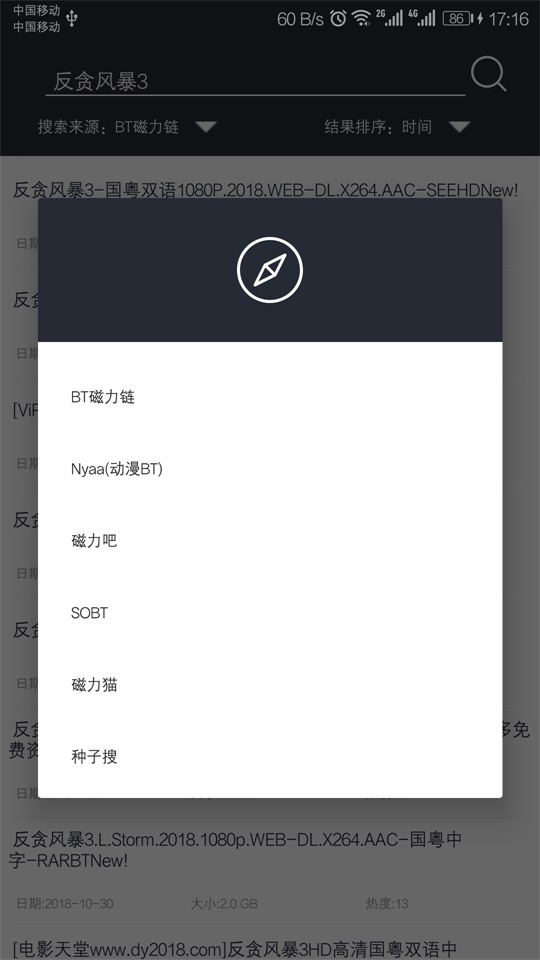 中国移动
中国移动
60 B/s 2G 4G 86 17:16
反贪风暴3
搜索来源：BT磁力链 结果排序：时间
反贪风暴3-国粤双语1080P.2018.WEB-DL.X264.AAC-SEEHDNew!
日期
反贪
日期
[ViP
日期
反贪
日期
反贪
日期
反贪 多免
费资
日期
BT磁力链
Nyaa(动漫BT)
磁力吧
SOBT
磁力猫
种子搜
反贪风暴3.L.Storm.2018.1080p.WEB-DL.X264.AAC-国粤中
字-RARBTNew!
日期:2018-10-30 大小:2.0 GB 热度:13
[电影天堂www.dy2018.com]反贪风暴3HD高清国粤双语中